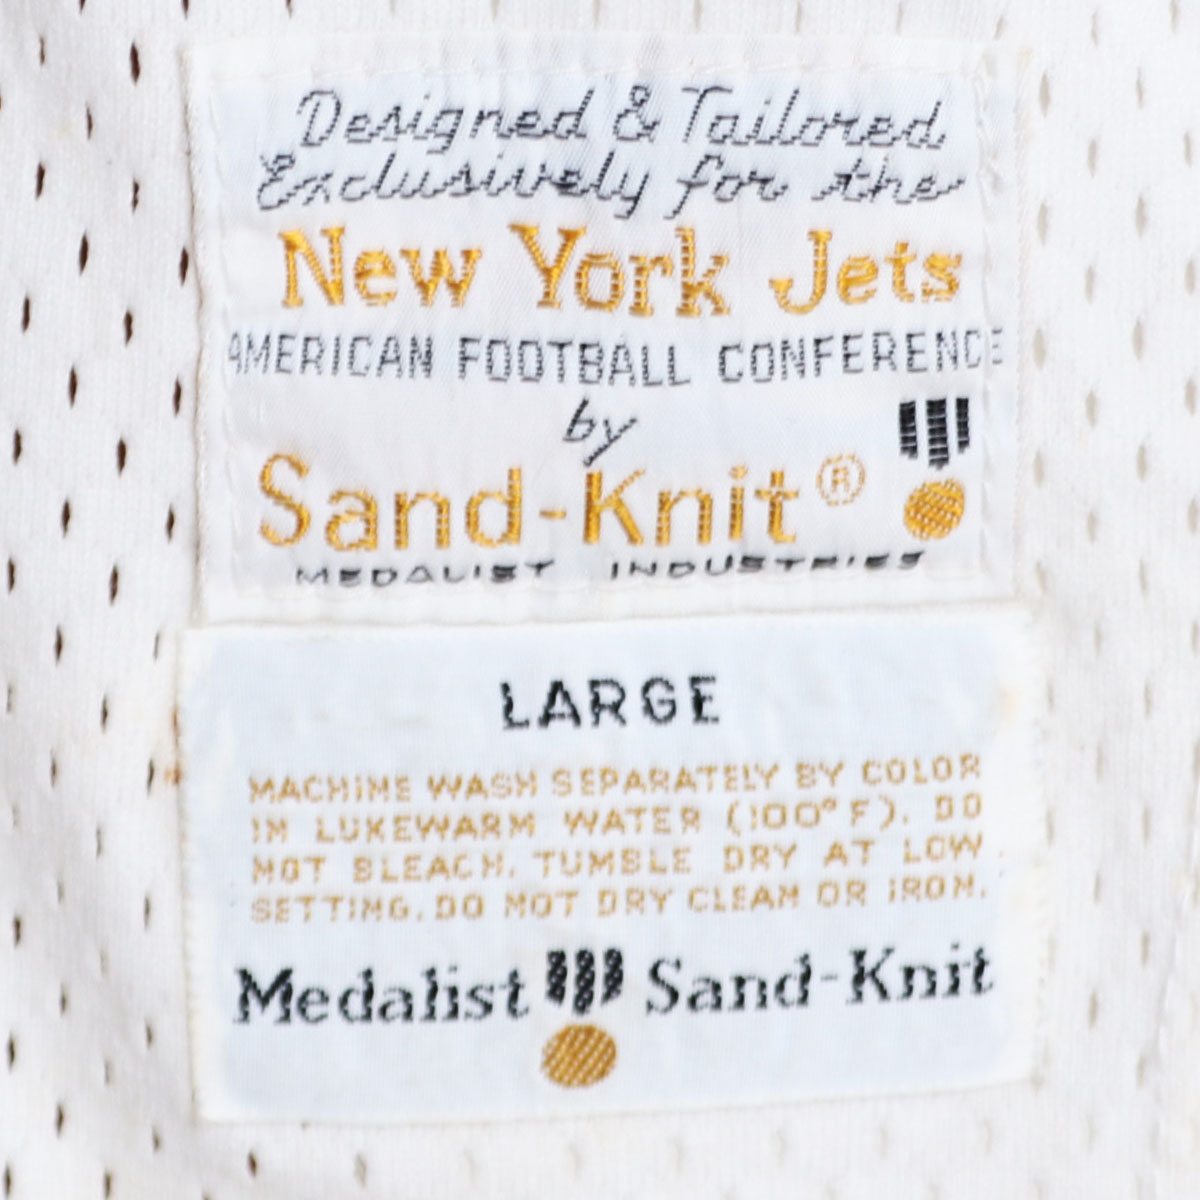 Designed & Tailored
Exclusively for the
New York Jets
AMERICAN FOOTBALL CONFERENCE
by
Sand-Knit®
MEDALIST INDUSTRIES
LARGE
MACHINE WASH SEPARATELY BY COLOR
IN LUKEWARM WATER (100° F). DO
NOT BLEACH. TUMBLE DRY AT LOW
SETTING. DO NOT DRY CLEAN OR IRON.
Medalist Sand-Knit